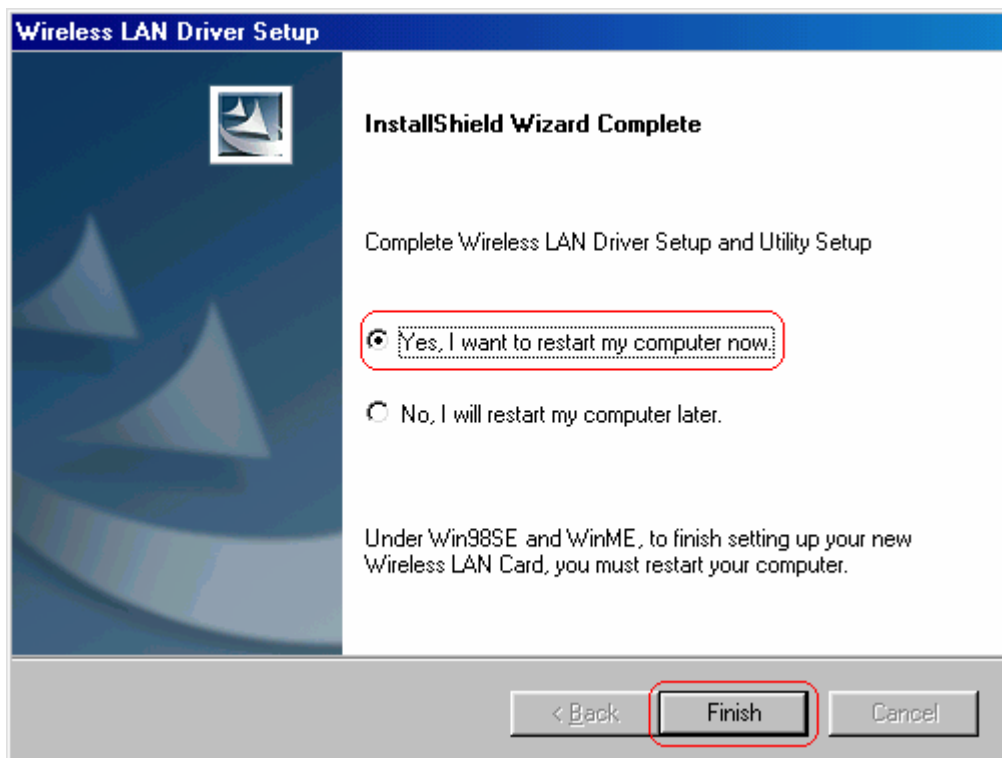 Wireless LAN Driver Setup
InstallShield Wizard Complete
Complete Wireless LAN Driver Setup and Utility Setup
Yes, I want to restart my computer now.
No, I will restart my computer later.
Under Win98SE and WinME, to finish setting up your new
Wireless LAN Card, you must restart your computer.
< Back Finish Cancel